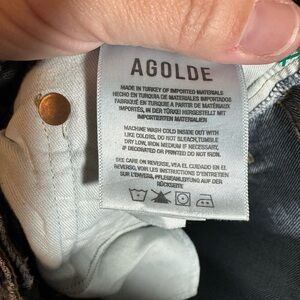 AGOLDE
MADE IN TURKEY OF IMPORTED MATERIALS
HECHO EN TURQUIA DE MATERIALES IMPORTADOS
FABRIQUÉ EN TURQUIE A PARTIR DE MATÉRIAUX
IMPORTÉS, IN DER TÜRKEI HERGESTELLT MIT
IMPORTIERTEN MATERIALIEN
MACHINE WASH COLD INSIDE OUT WITH
LIKE COLORS, DO NOT BLEACH, TUMBLE
DRY LOW, IRON MEDIUM IF NECESSARY,
IF DECORATED OR PRINTED DO NOT IRON.
SEE CARE ON REVERSE, VEA EL CUIDADO EN EL
REVERSO, VOIR LES INSTRUCTIONS D'ENTRETIEN
SUR L'ENVERS, PFLEGEANLEITUNG AUF DER
RÜCKSEITE